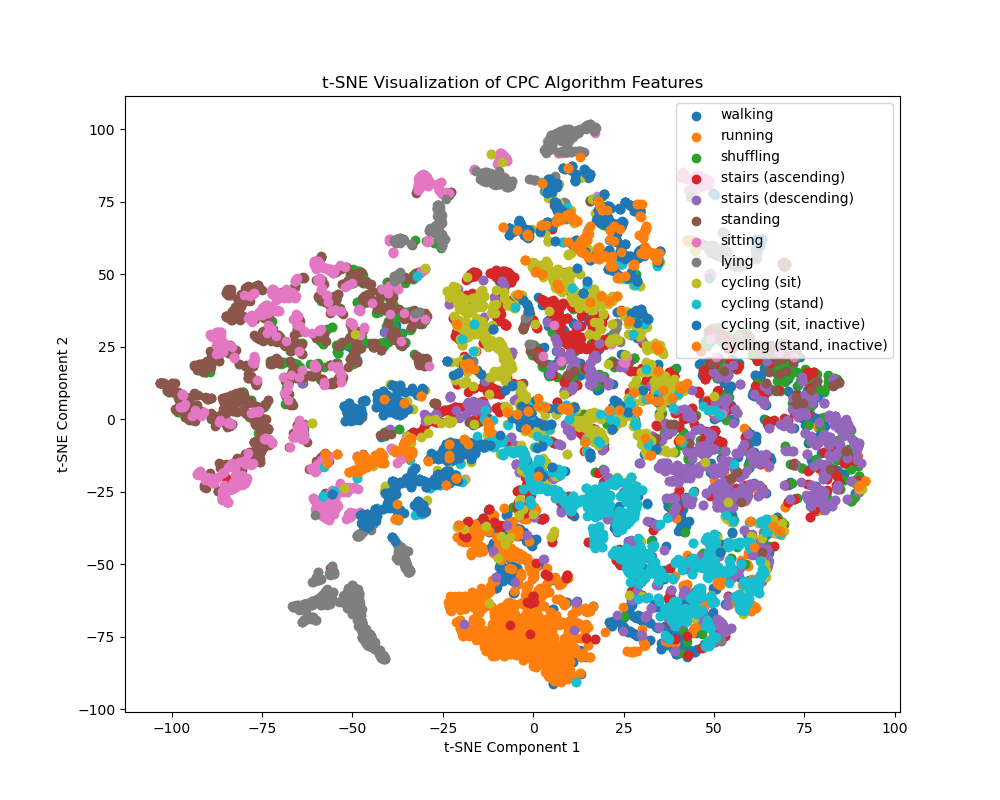 t-SNE Visualization of CPC Algorithm Features
walking
running
shuffling
stairs (ascending)
stairs (descending)
standing
sitting
lying
cycling (sit)
cycling (stand)
cycling (sit, inactive)
cycling (stand, inactive)
100
75
50
25
0
−25
−50
−75
−100
t-SNE Component 2
−100 −75 −50 −25 0 25 50 75 100
t-SNE Component 1